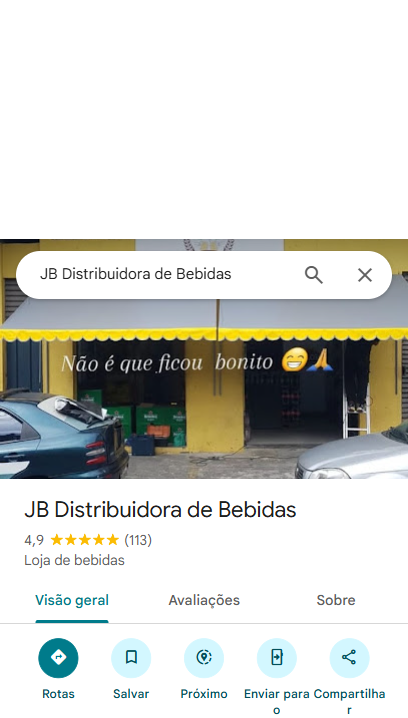 JB Distribuidora de Bebidas
Não é que ficou bonito 😁🙏
JB Distribuidora de Bebidas
4,9 ★★★★★ (113)
Loja de bebidas
Visão geral Avaliações Sobre
Rotas Salvar Próximo Enviar para o Compartilhar